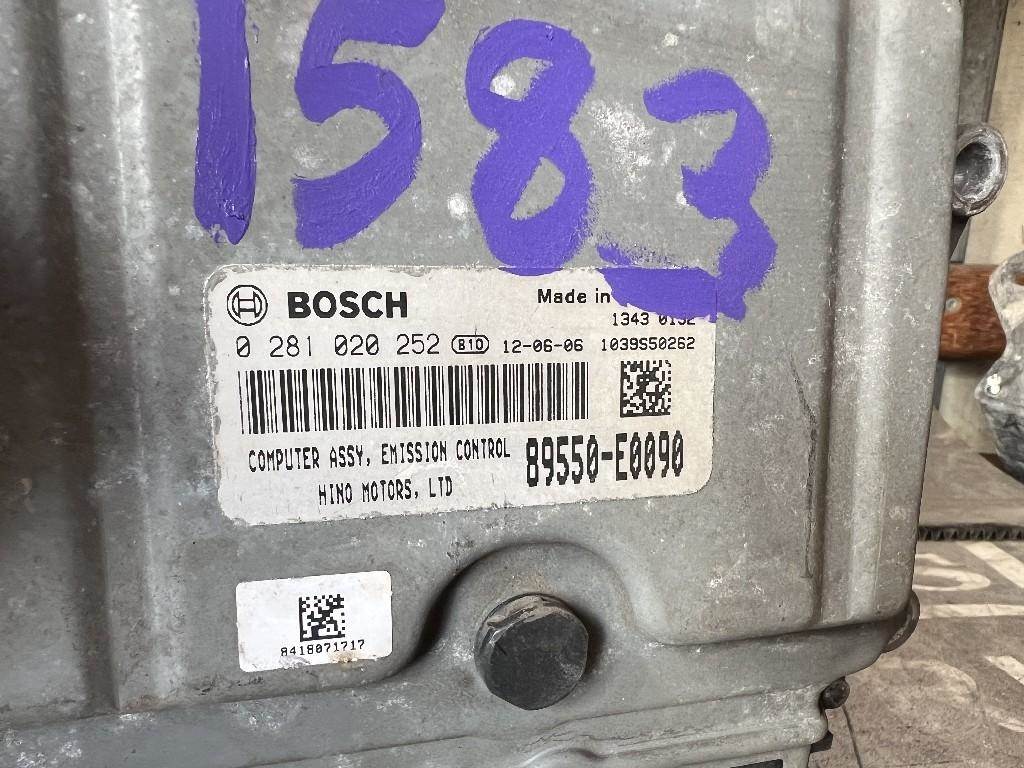 1583
BOSCH Made in
1343
0 281 020 252 B10 12-06-06 1039S50262
COMPUTER ASSY, EMISSION CONTROL 89550-E0090
HINO MOTORS, LTD
8418071717